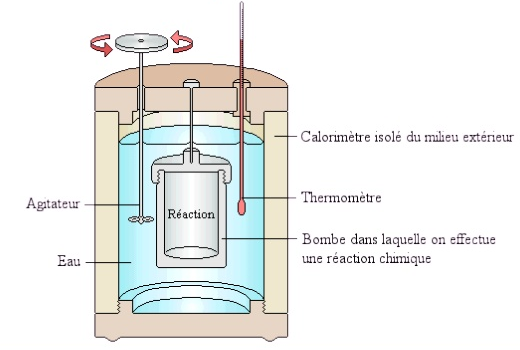 Calorimètre isolé du milieu extérieur
Agitateur
Thermomètre
Réaction
Bombe dans laquelle on effectue
une réaction chimique
Eau